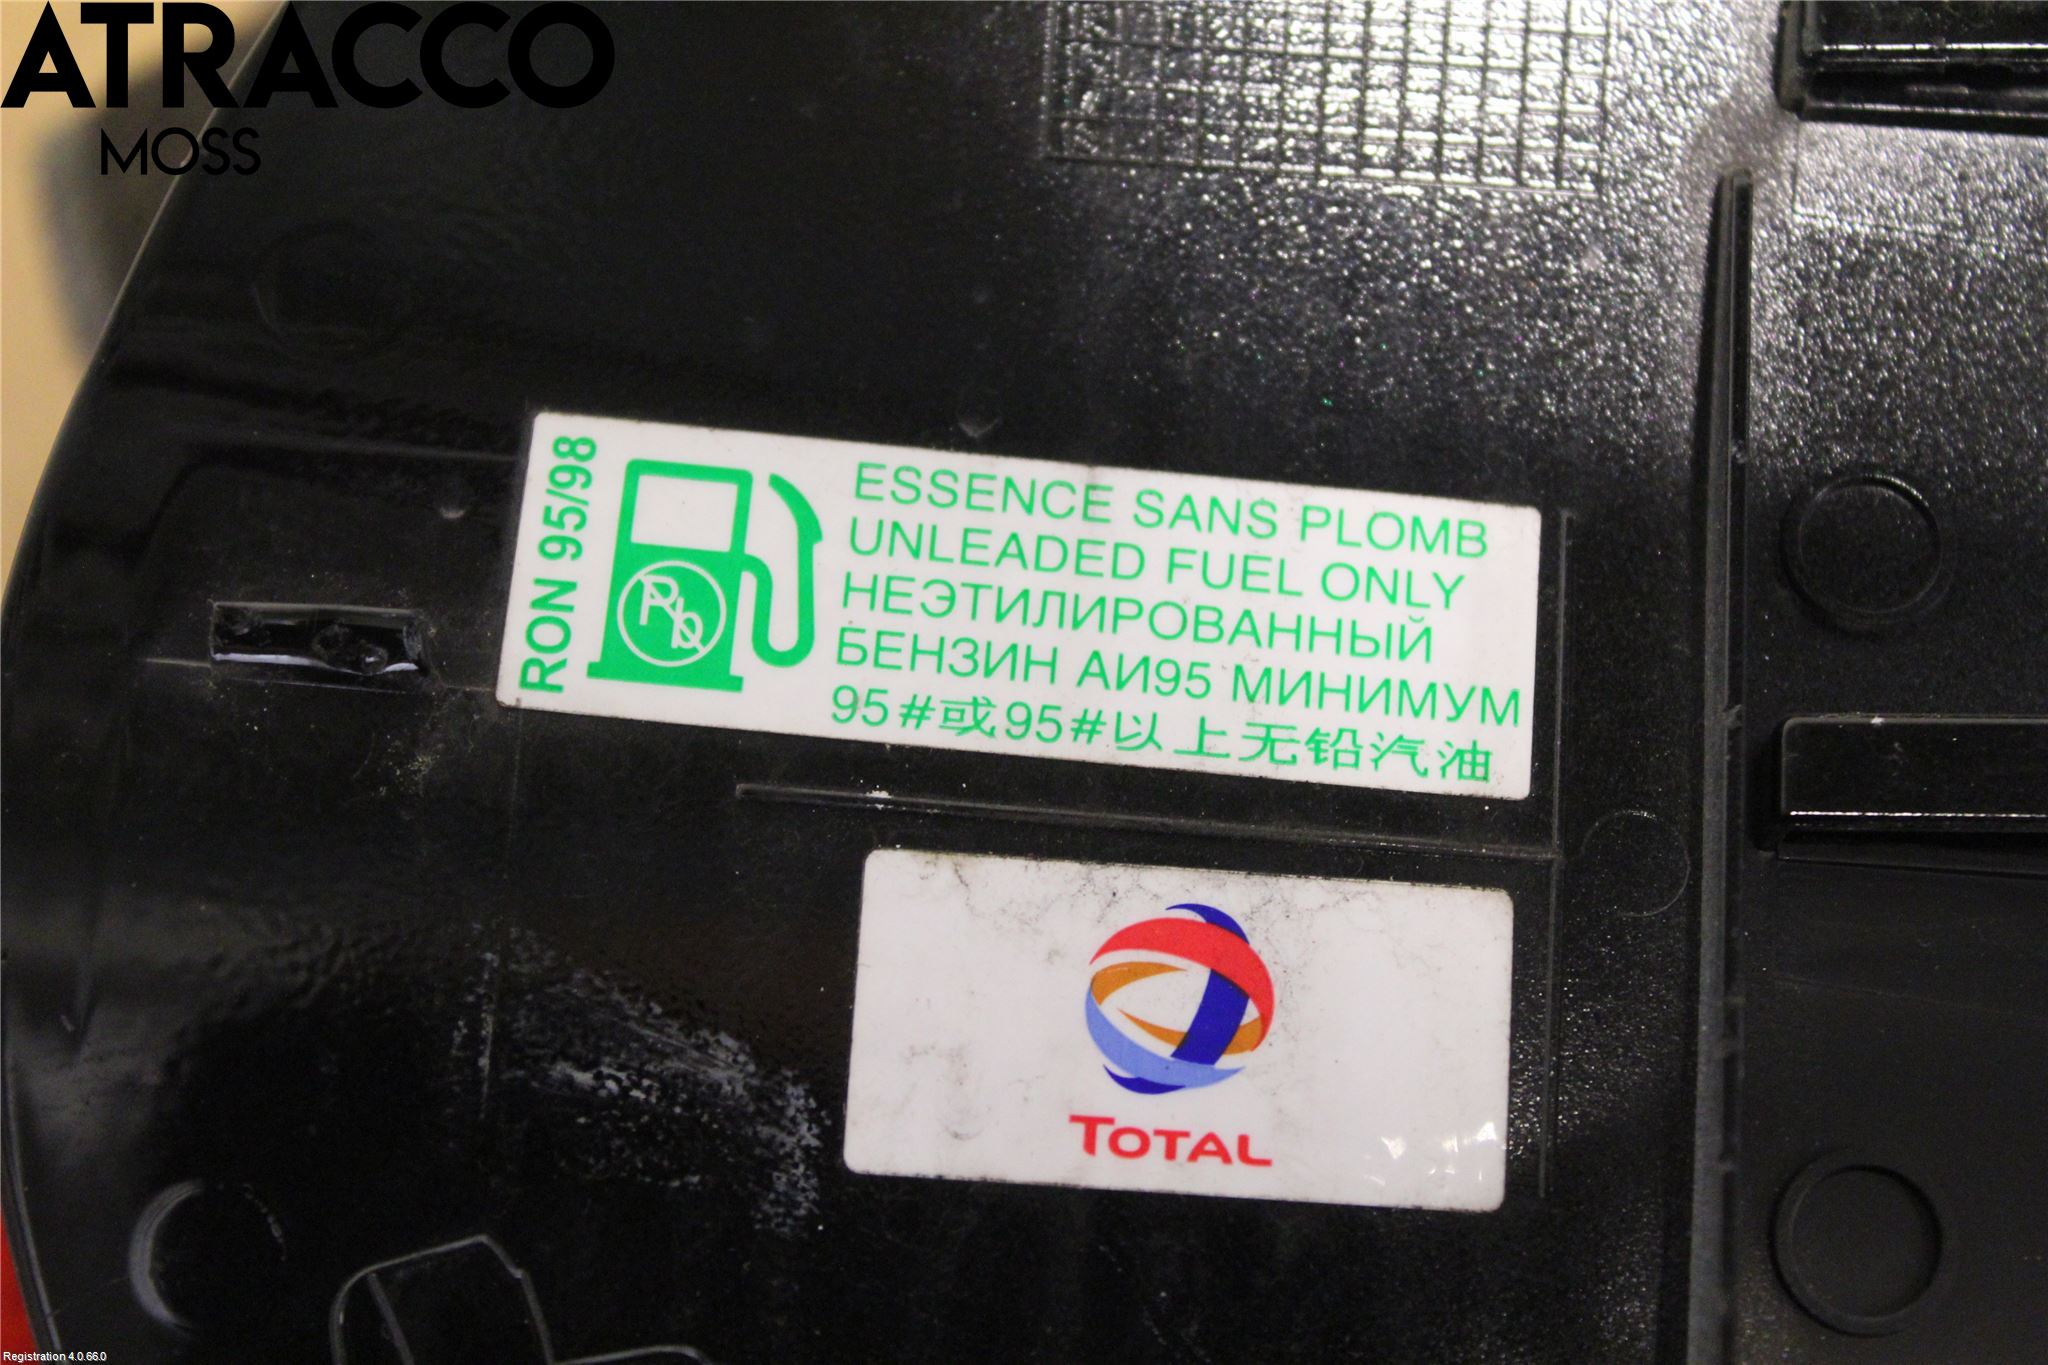 ATRACCO
MOSS
RON 95/98
Pb
ESSENCE SANS PLOMB
UNLEADED FUEL ONLY
НЕЭТИЛИРОВАННЫЙ
БЕНЗИН АИ95 МИНИМУМ
95#或95#以上无铅汽油
TOTAL
Registration 4.0.66.0